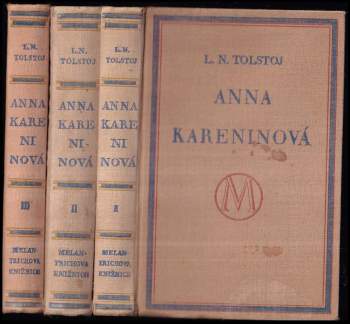 L. N.
TOLSTOJ
ANNA
KARE
NI
NOVÁ
III
MELAN-
TRICHOVA
KNIŽNICE
L. N.
TOLSTOJ
ANNA
KARE
NI-
NOVÁ
II
MELAN-
TRICHOVA
KNIŽNICE
L. N.
TOLSTOJ
ANNA
KARE
NI
NOVÁ
I
MELAN-
TRICHOVA
KNIŽNICE
L. N. TOLSTOJ
ANNA
KARENINOVÁ
M